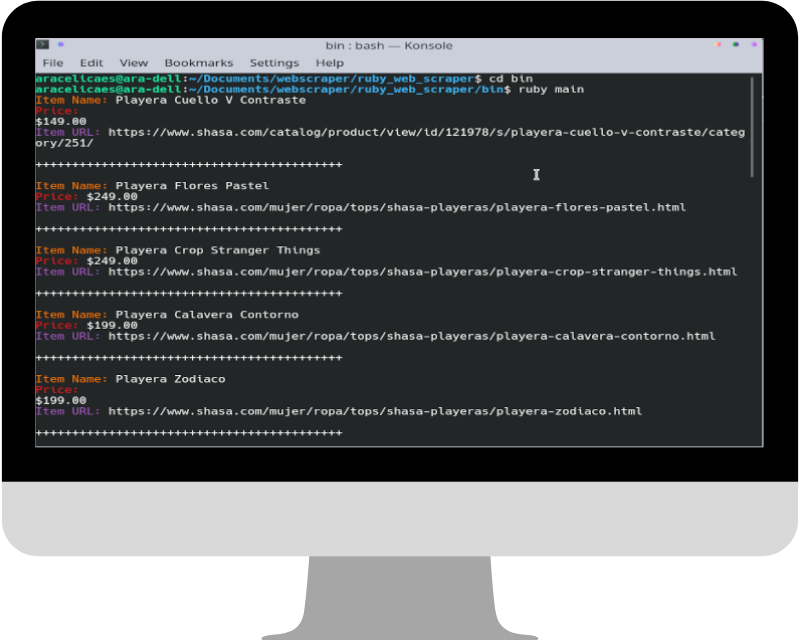 bin : bash — Konsole
File Edit View Bookmarks Settings Help
aracelicaes@ara-dell:~/Documents/webscraper/ruby_web_scraper$ cd bin
aracelicaes@ara-dell:~/Documents/webscraper/ruby_web_scraper/bin$ ruby main
Item Name: Playera Cuello V Contraste
Price:
$149.00
Item URL: https://www.shasa.com/catalog/product/view/id/121978/s/playera-cuello-v-contraste/categ
ory/251/
++++++++++++++++++++++++++++++++++++++++++
Item Name: Playera Flores Pastel
Price: $249.00
Item URL: https://www.shasa.com/mujer/ropa/tops/shasa-playeras/playera-flores-pastel.html
++++++++++++++++++++++++++++++++++++++++++
Item Name: Playera Crop Stranger Things
Price: $249.00
Item URL: https://www.shasa.com/mujer/ropa/tops/shasa-playeras/playera-crop-stranger-things.html
++++++++++++++++++++++++++++++++++++++++++
Item Name: Playera Calavera Contorno
Price: $199.00
Item URL: https://www.shasa.com/mujer/ropa/tops/shasa-playeras/playera-calavera-contorno.html
++++++++++++++++++++++++++++++++++++++++++
Item Name: Playera Zodiaco
Price:
$199.00
Item URL: https://www.shasa.com/mujer/ropa/tops/shasa-playeras/playera-zodiaco.html
++++++++++++++++++++++++++++++++++++++++++